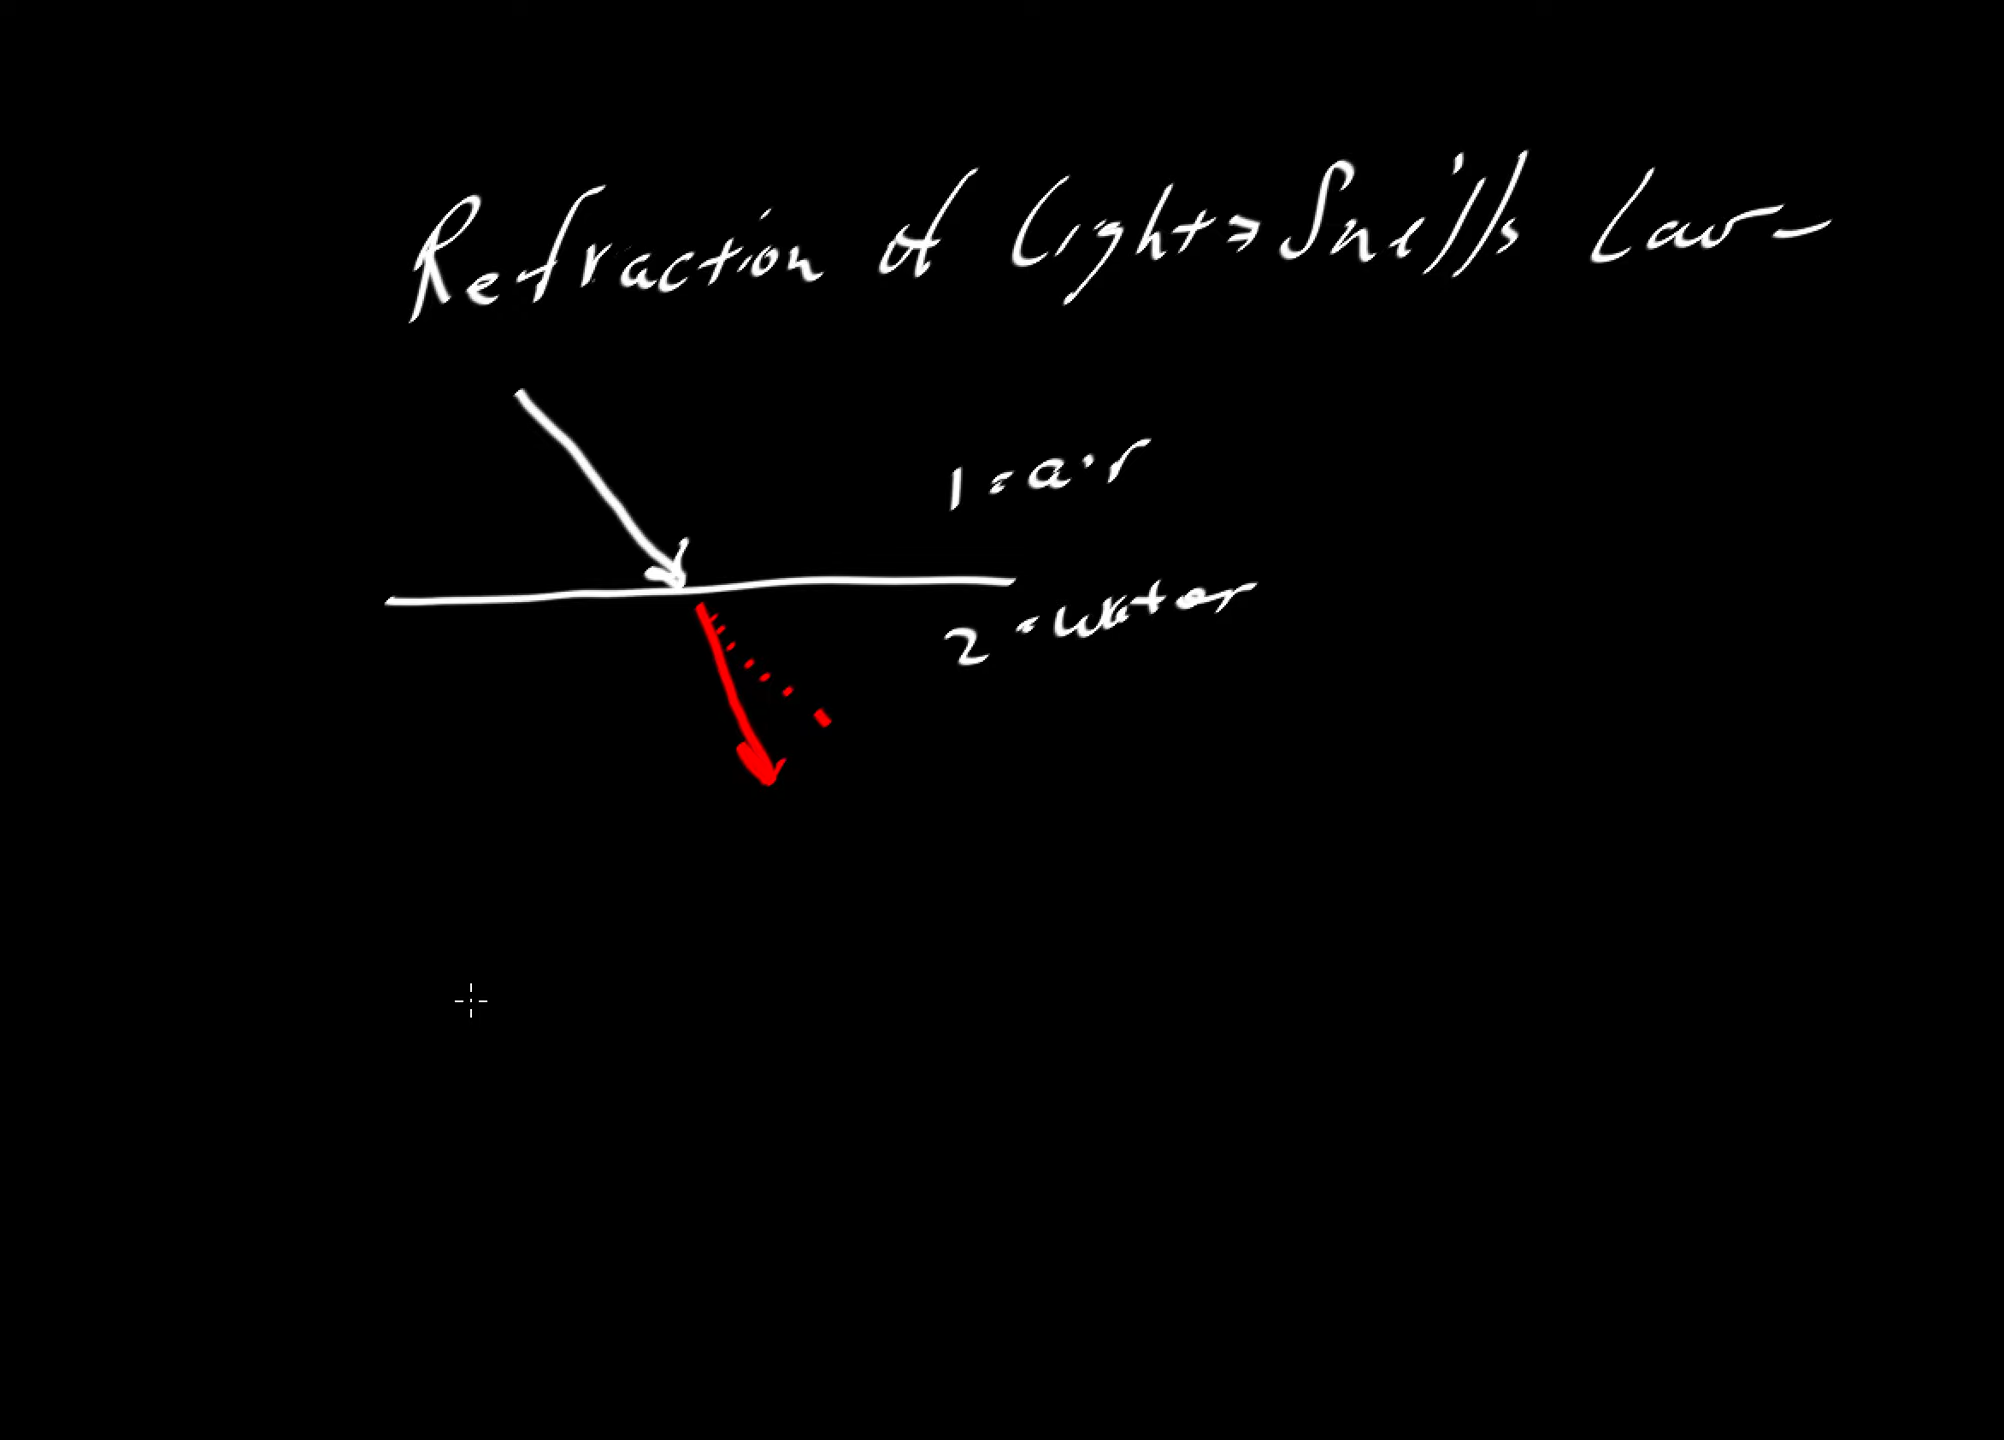 Refraction of Light ⇒ Snell's Law
1 = air
2 = water